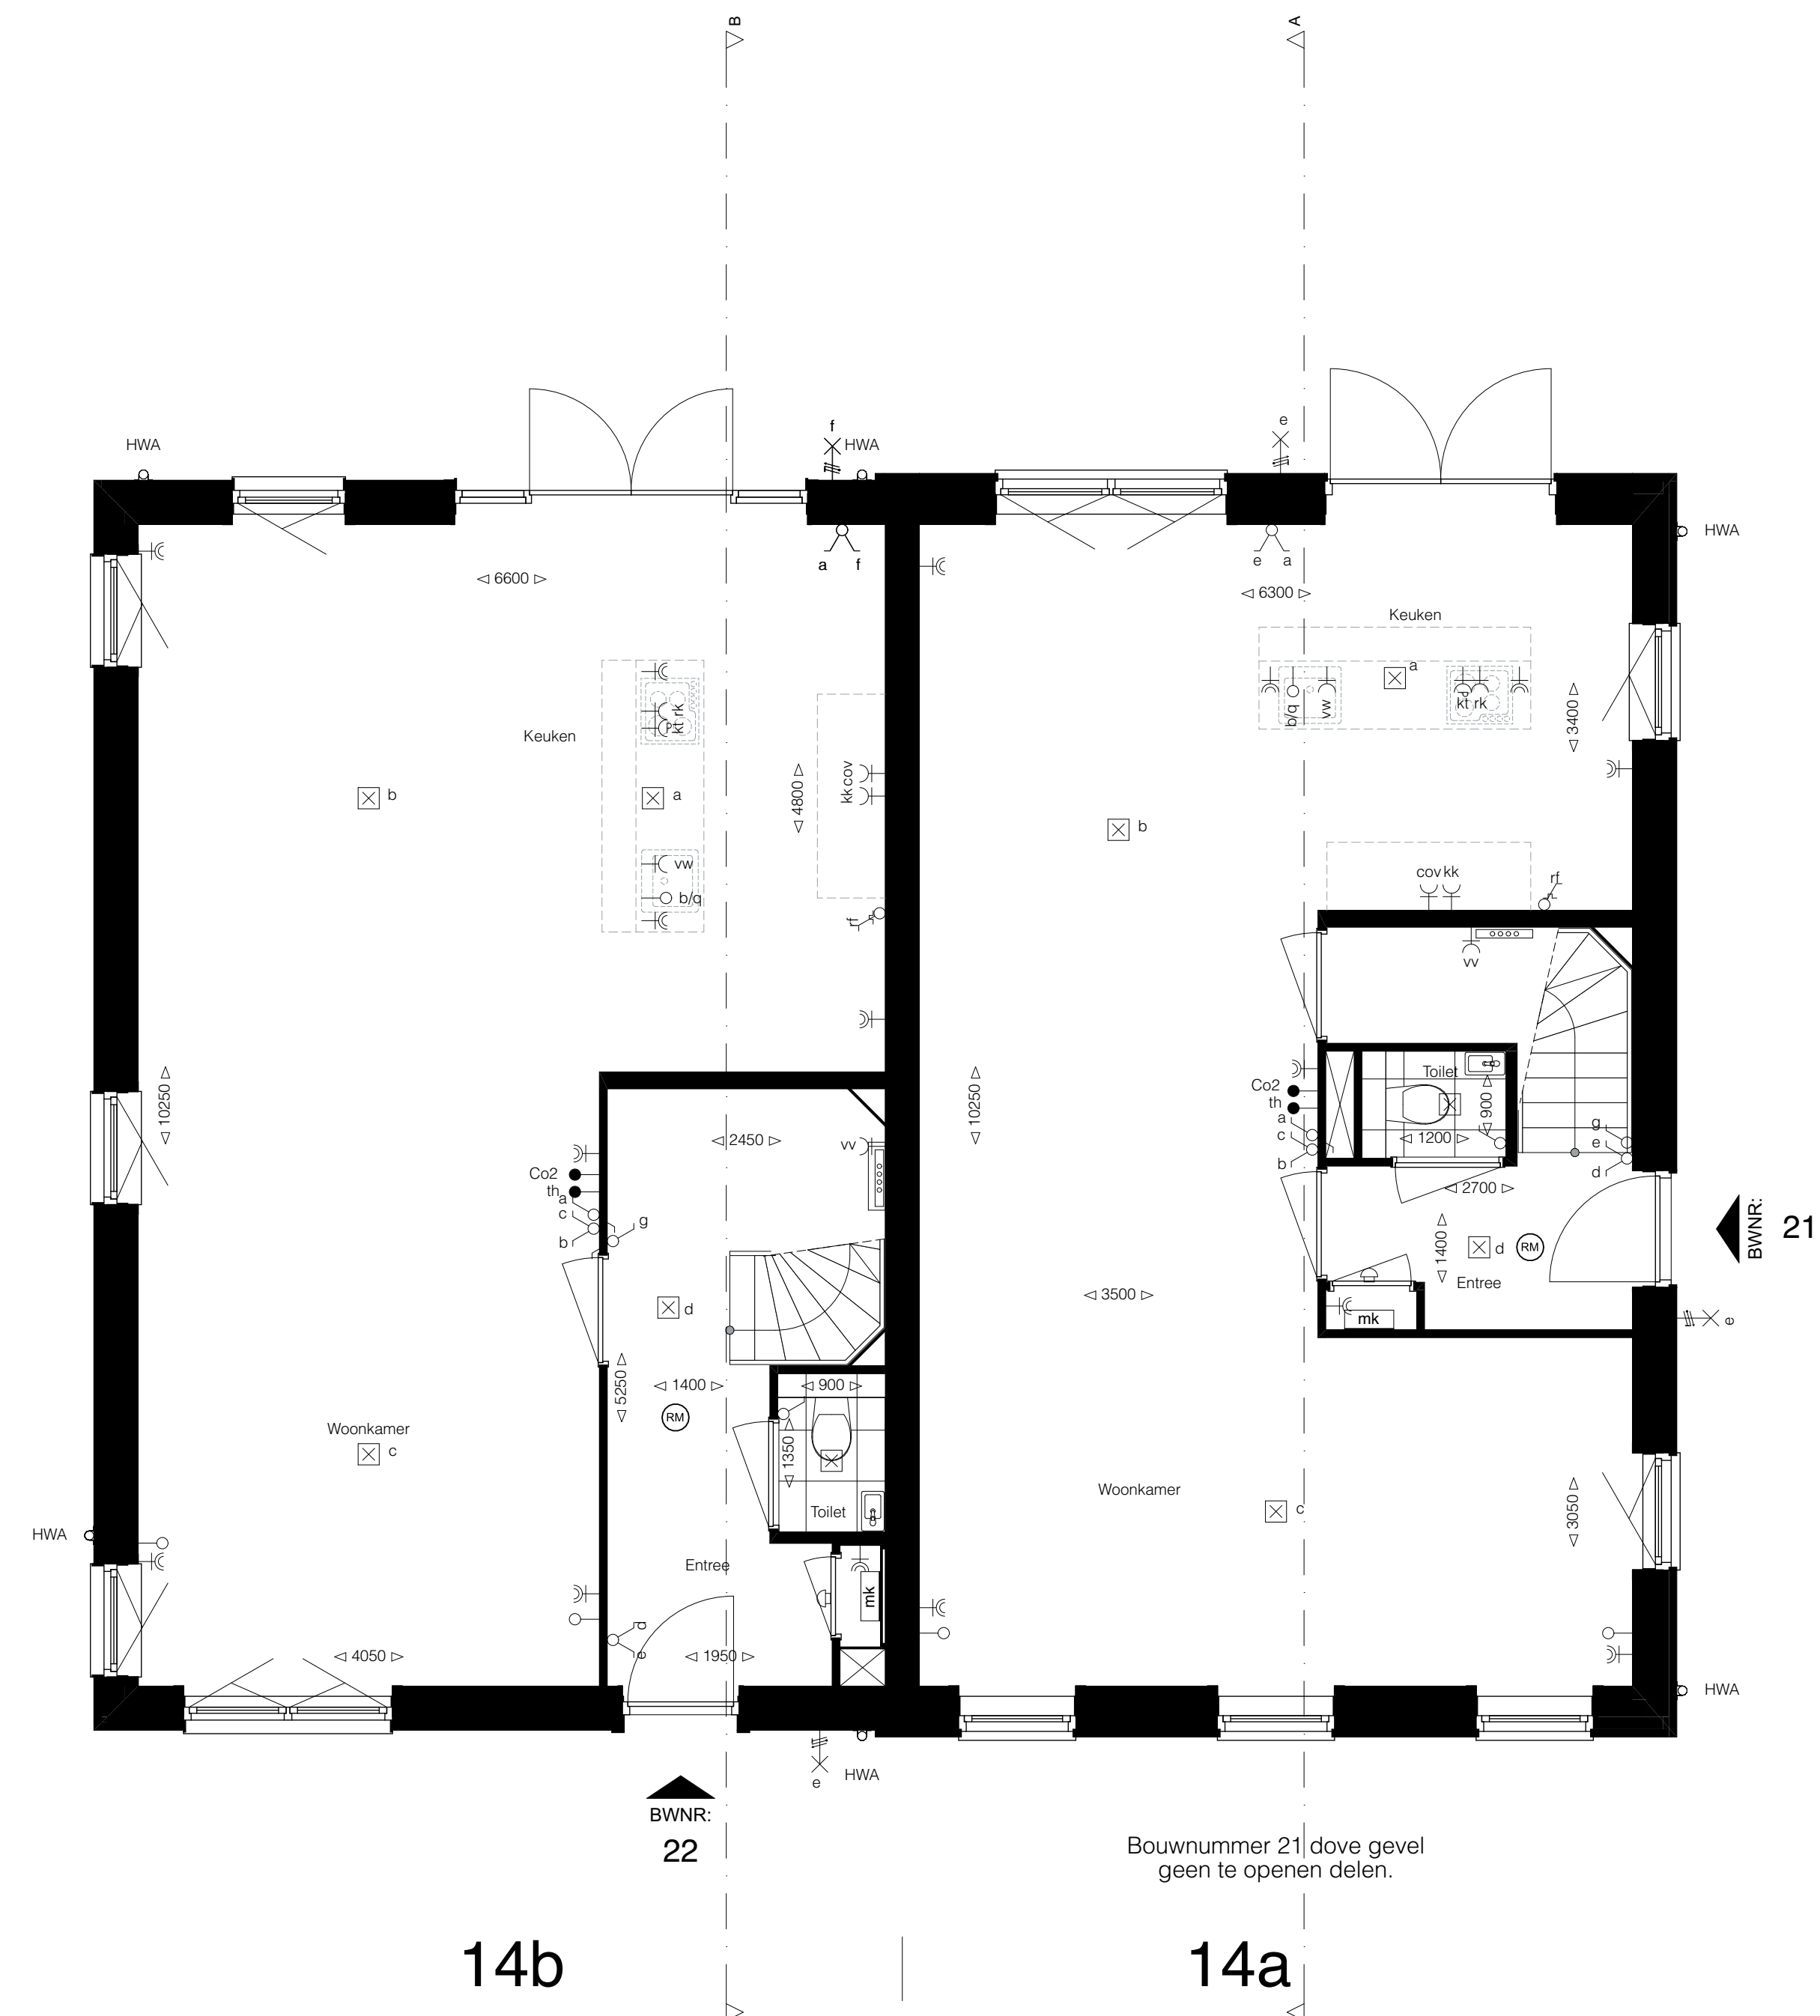 B
A
f
e
HWA
HWA
HWA
a
f
e
a
6600
6300
Keuken
a
kt rk
Keuken
b/q
vw
kt rk
3400
b
a
4800
kk cov
b
vw
b/q
cov kk
rf
rf
vv
10250
10250
Toilet
900
1200
Co2
th
a
c
b
g
e
d
2450
vv
Co2
th
a
c
b
g
2700
1400
d
RM
Entree
BWNR:
21
mk
e
3500
d
5250
1400
900
RM
1350
Toilet
Woonkamer
c
Woonkamer
c
3050
HWA
Entree
mk
d
e
4050
1950
HWA
e
HWA
BWNR:
22
Bouwnummer 21 dove gevel
geen te openen delen.
14b
14a